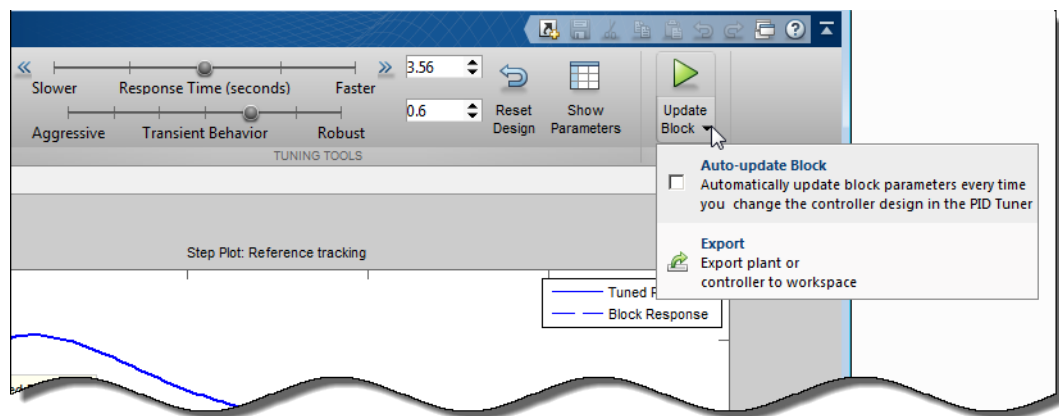 Slower Response Time (seconds) Faster
3.56
Aggressive Transient Behavior Robust
0.6
Reset
Design
Show
Parameters
Update
Block
TUNING TOOLS
Auto-update Block
Automatically update block parameters every time
you change the controller design in the PID Tuner
Export
Export plant or
controller to workspace
Step Plot: Reference tracking
Tuned
Block Response